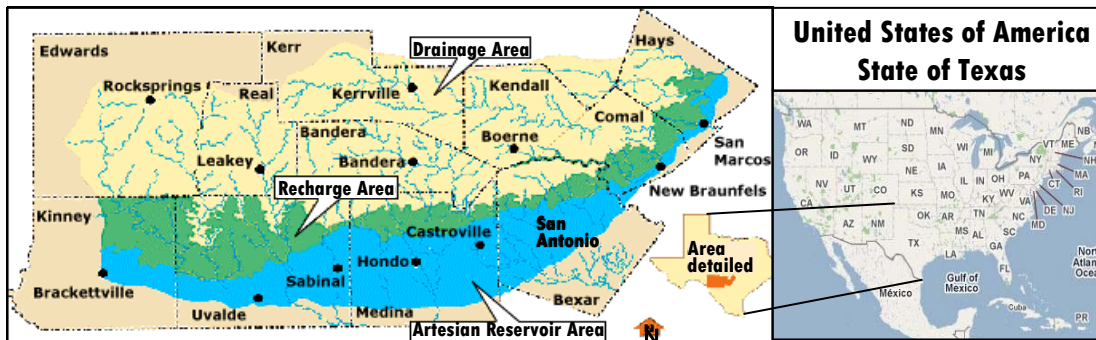 Edwards
Kerr
Drainage Area
Hays
Rocksprings
Real
Kerrville
Kendall
Comal
Bandera
Boerne
Leakey
Bandera
San
Marcos
Recharge Area
New Braunfels
Kinney
San
Antonio
Castroville
Hondo
Sabinal
Brackettville
Uvalde
Medina
Bexar
Artesian Reservoir Area
Area
detailed
N
United States of America
State of Texas
WA
MT
ND
MN
OR
ID
SD
WI
MI
VT
ME
NB
WY
NY
NH
NE
IA
PA
MA
NV
UT
IL
IN
OH
CT
RI
CO
KS
MO
WV
VA
KY
NJ
CA
DE
MD
OK
AR
TN
NC
AZ
NM
MS
AL
SC
TX
GA
LA
FL
Nort
Atlant
Ocea
Gulf of
Mexico
México
Cuba
PR